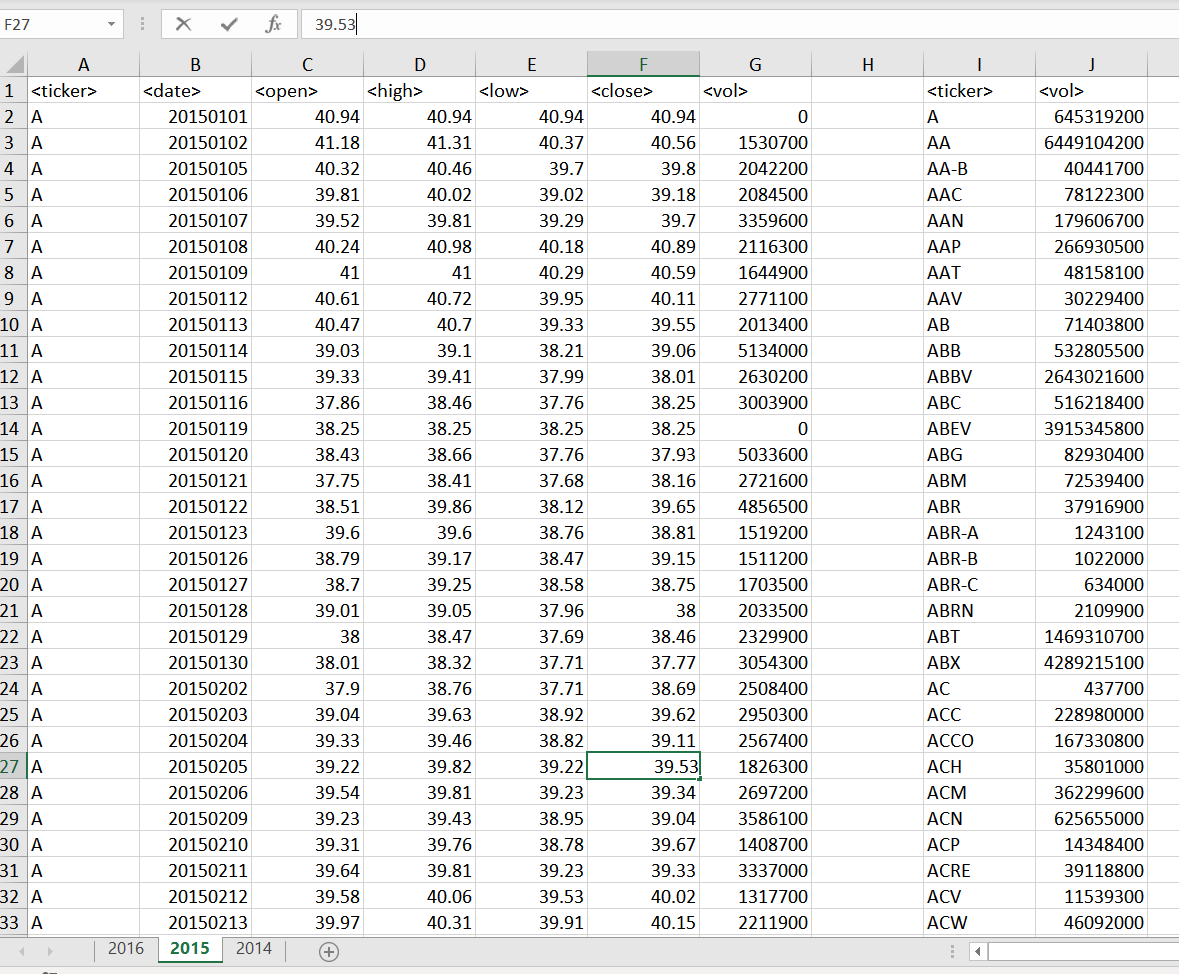 F27 fx 39.53
A B C D E F G H I J
1 <ticker> <date> <open> <high> <low> <close> <vol> <ticker> <vol>
2 A 20150101 40.94 40.94 40.94 40.94 0 A 645319200
3 A 20150102 41.18 41.31 40.37 40.56 1530700 AA 6449104200
4 A 20150105 40.32 40.46 39.7 39.8 2042200 AA-B 40441700
5 A 20150106 39.81 40.02 39.02 39.18 2084500 AAC 78122300
6 A 20150107 39.52 39.81 39.29 39.7 3359600 AAN 179606700
7 A 20150108 40.24 40.98 40.18 40.89 2116300 AAP 266930500
8 A 20150109 41 41 40.29 40.59 1644900 AAT 48158100
9 A 20150112 40.61 40.72 39.95 40.11 2771100 AAV 30229400
10 A 20150113 40.47 40.7 39.33 39.55 2013400 AB 71403800
11 A 20150114 39.03 39.1 38.21 39.06 5134000 ABB 532805500
12 A 20150115 39.33 39.41 37.99 38.01 2630200 ABBV 2643021600
13 A 20150116 37.86 38.46 37.76 38.25 3003900 ABC 516218400
14 A 20150119 38.25 38.25 38.25 38.25 0 ABEV 3915345800
15 A 20150120 38.43 38.66 37.76 37.93 5033600 ABG 82930400
16 A 20150121 37.75 38.41 37.68 38.16 2721600 ABM 72539400
17 A 20150122 38.51 39.86 38.12 39.65 4856500 ABR 37916900
18 A 20150123 39.6 39.6 38.76 38.81 1519200 ABR-A 1243100
19 A 20150126 38.79 39.17 38.47 39.15 1511200 ABR-B 1022000
20 A 20150127 38.7 39.25 38.58 38.75 1703500 ABR-C 634000
21 A 20150128 39.01 39.05 37.96 38 2033500 ABRN 2109900
22 A 20150129 38 38.47 37.69 38.46 2329900 ABT 1469310700
23 A 20150130 38.01 38.32 37.71 37.77 3054300 ABX 4289215100
24 A 20150202 37.9 38.76 37.71 38.69 2508400 AC 437700
25 A 20150203 39.04 39.63 38.92 39.62 2950300 ACC 228980000
26 A 20150204 39.33 39.46 38.82 39.11 2567400 ACCO 167330800
27 A 20150205 39.22 39.82 39.22 39.53 1826300 ACH 35801000
28 A 20150206 39.54 39.81 39.23 39.34 2697200 ACM 362299600
29 A 20150209 39.23 39.43 38.95 39.04 3586100 ACN 625655000
30 A 20150210 39.31 39.76 38.78 39.67 1408700 ACP 14348400
31 A 20150211 39.64 39.81 39.23 39.33 3337000 ACRE 39118800
32 A 20150212 39.58 40.06 39.53 40.02 1317700 ACV 11539300
33 A 20150213 39.97 40.31 39.91 40.15 2211900 ACW 46092000
2016 2015 2014